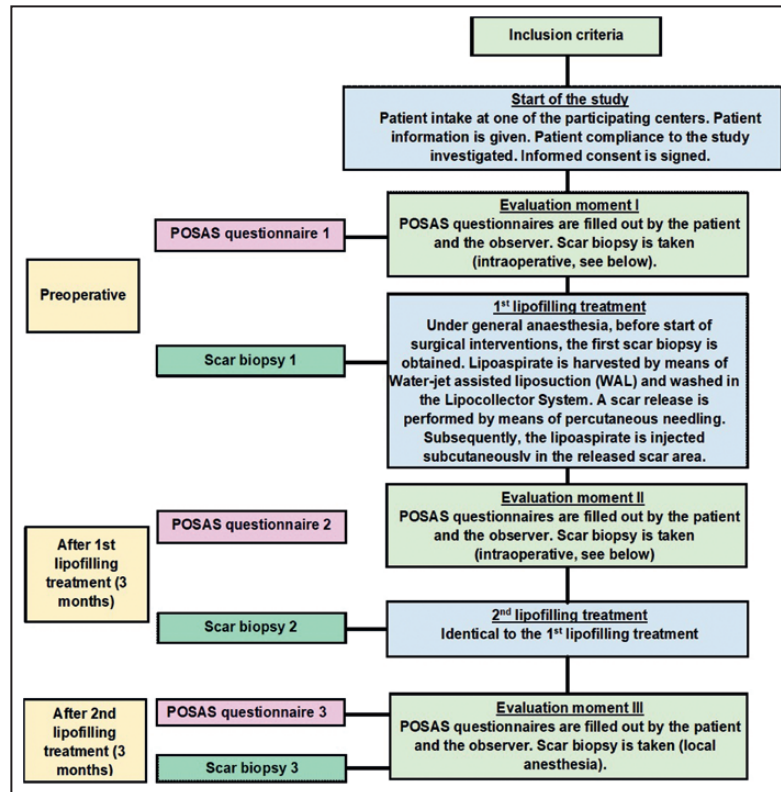 Inclusion criteria
Start of the study
Patient intake at one of the participating centers. Patient
information is given. Patient compliance to the study
investigated. Informed consent is signed.
Evaluation moment I
POSAS questionnaires are filled out by the patient
and the observer. Scar biopsy is taken
(intraoperative, see below).
POSAS questionnaire 1
Preoperative
1st lipofilling treatment
Under general anaesthesia, before start of
surgical interventions, the first scar biopsy is
obtained. Lipoaspirate is harvested by means of
Water-jet assisted liposuction (WAL) and washed in
the Lipocollector System. A scar release is
performed by means of percutaneous needling.
Subsequently, the lipoaspirate is injected
subcutaneously in the released scar area.
Scar biopsy 1
Evaluation moment II
POSAS questionnaires are filled out by the patient
and the observer. Scar biopsy is taken
(intraoperative, see below)
POSAS questionnaire 2
After 1st
lipofilling
treatment (3
months)
2nd lipofilling treatment
Identical to the 1st lipofilling treatment
Scar biopsy 2
Evaluation moment III
POSAS questionnaires are filled out by the patient
and the observer. Scar biopsy is taken (local
anesthesia).
POSAS questionnaire 3
After 2nd
lipofilling
treatment (3
months)
Scar biopsy 3